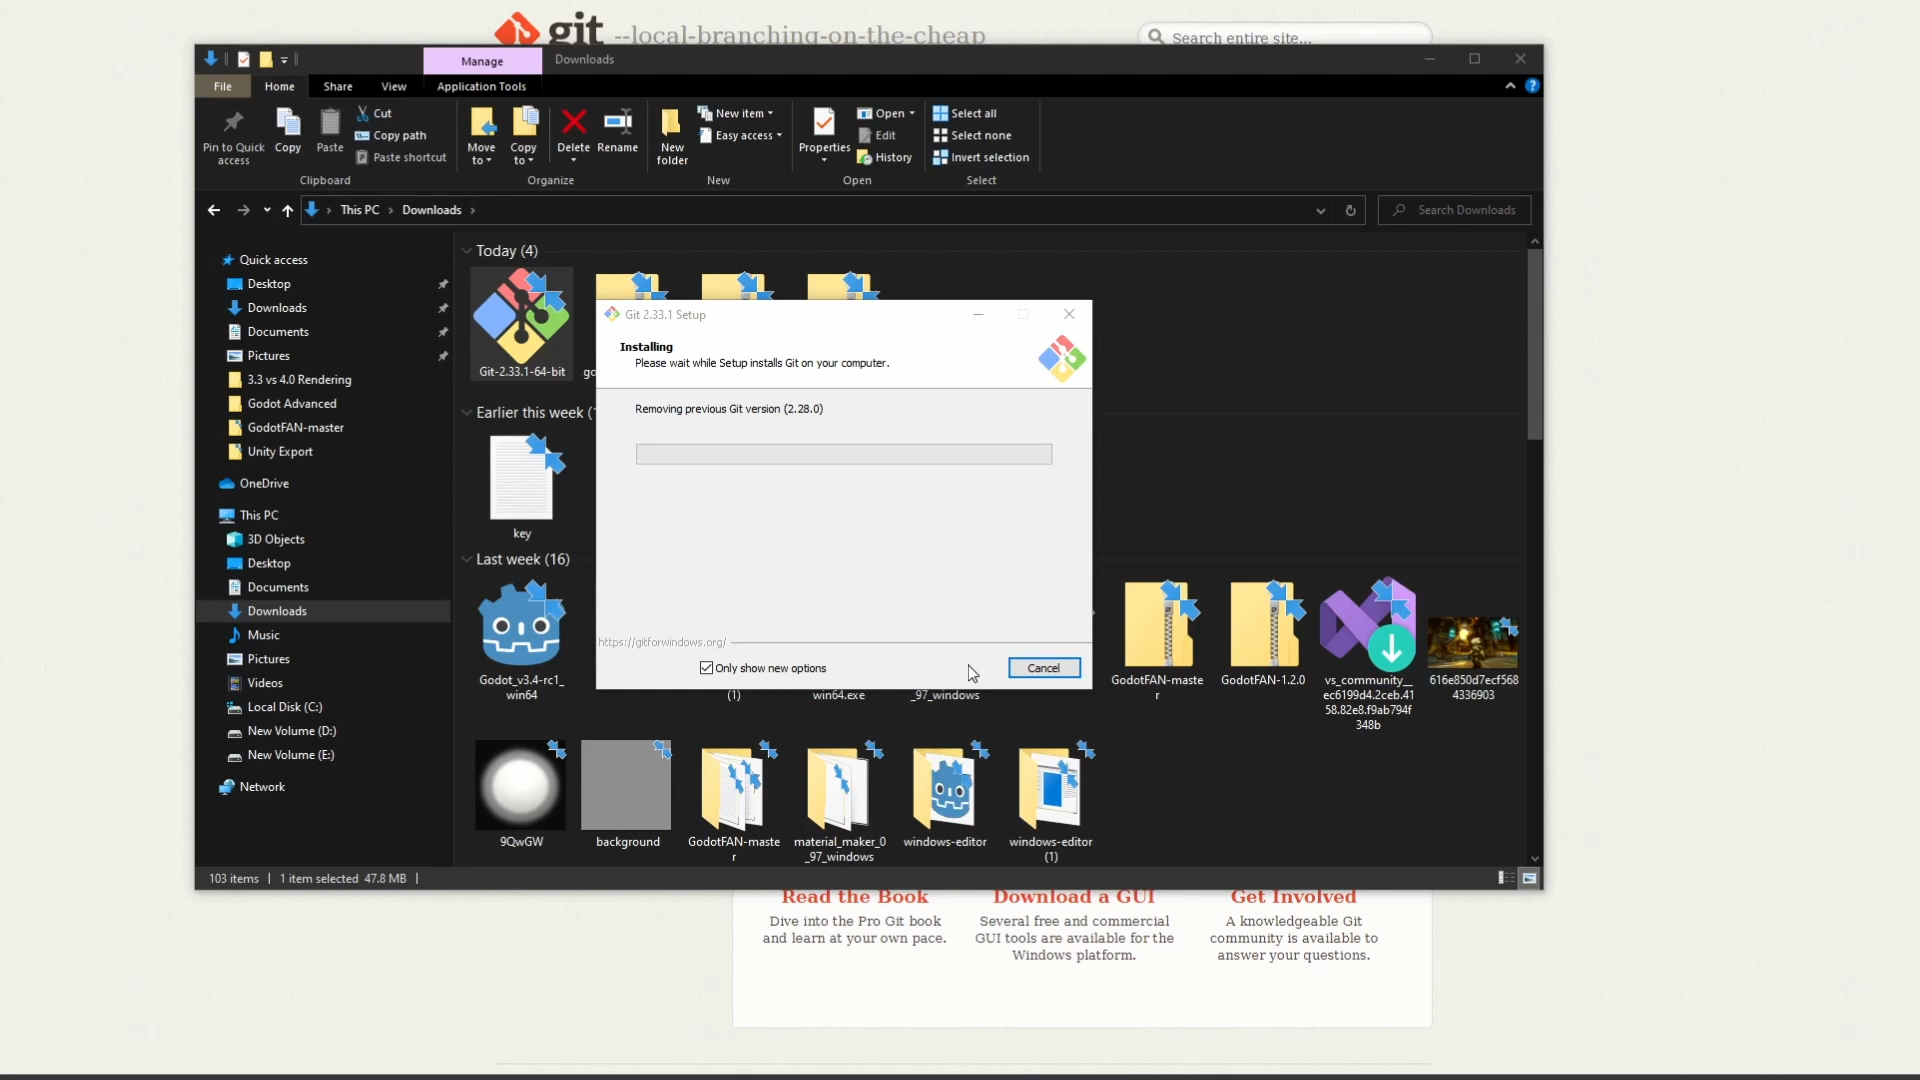 git --local-branching-on-the-cheap
Search entire site...
Manage
Downloads
File
Home
Share
View
Application Tools
Pin to Quick
access
Copy
Paste
Cut
Copy path
Paste shortcut
Clipboard
Move
to
Copy
to
Delete
Rename
Organize
New
folder
New item
Easy access
New
Properties
Open
Edit
History
Open
Select all
Select none
Invert selection
Select
This PC
Downloads
Search Downloads
Quick access
Desktop
Downloads
Documents
Pictures
3.3 vs 4.0 Rendering
Godot Advanced
GodotFAN-master
Unity Export
OneDrive
This PC
3D Objects
Desktop
Documents
Downloads
Music
Pictures
Videos
Local Disk (C:)
New Volume (D:)
New Volume (E:)
Network
Today (4)
Git-2.33.1-64-bit
Earlier this week
key
Last week (16)
Godot_v3.4-rc1_
win64
(1)
win64.exe
_97_windows
GodotFAN-maste
r
GodotFAN-1.2.0
vs_community__
ec6199d4.2ceb.41
58.82e8.f9ab794f
348b
616e850d7ecf568
4336903
9QwGW
background
GodotFAN-maste
r
material_maker_0
_97_windows
windows-editor
windows-editor
(1)
Git 2.33.1 Setup
Installing
Please wait while Setup installs Git on your computer.
Removing previous Git version (2.28.0)
https://gitforwindows.org/
Only show new options
Cancel
103 items
1 item selected 47.8 MB
Read the Book
Dive into the Pro Git book
and learn at your own pace.
Download a GUI
Several free and commercial
GUI tools are available for the
Windows platform.
Get Involved
A knowledgeable Git
community is available to
answer your questions.